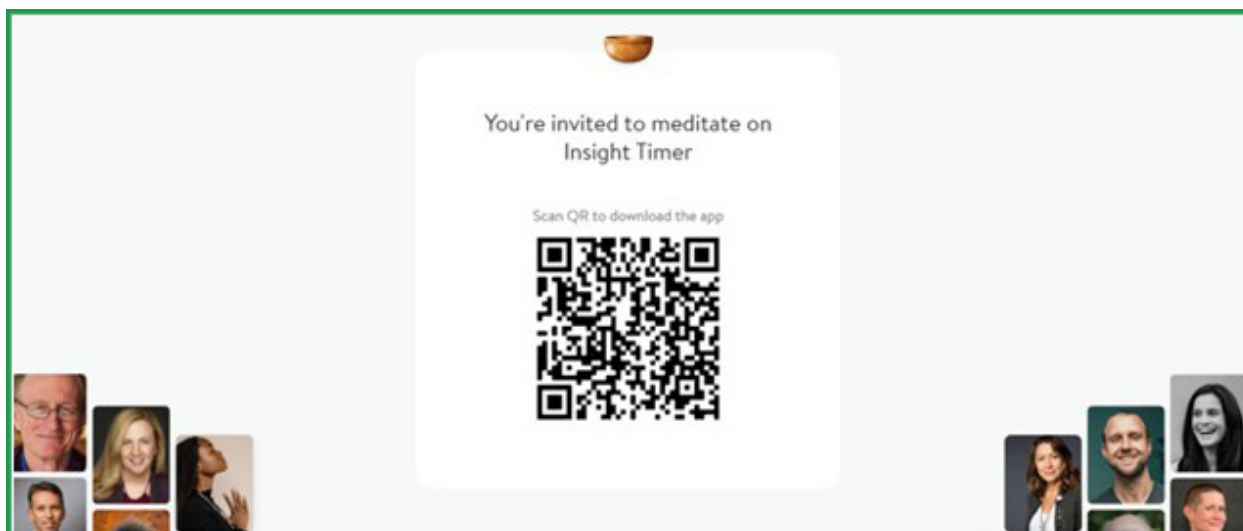 You're invited to meditate on
Insight Timer
Scan QR to download the app